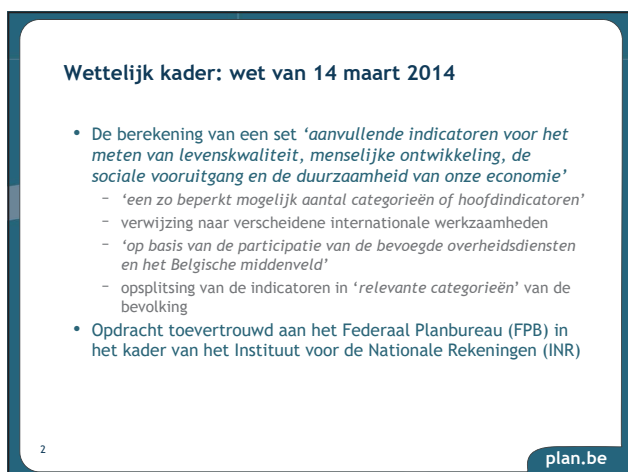 Wettelijk kader: wet van 14 maart 2014
• De berekening van een set ‘aanvullende indicatoren voor het
meten van levenskwaliteit, menselijke ontwikkeling, de
sociale vooruitgang en de duurzaamheid van onze economie’
– ‘een zo beperkt mogelijk aantal categorieën of hoofdindicatoren’
– verwijzing naar verscheidene internationale werkzaamheden
– ‘op basis van de participatie van de bevoegde overheidsdiensten
en het Belgische middenveld’
– opsplitsing van de indicatoren in ‘relevante categorieën’ van de
bevolking
• Opdracht toevertrouwd aan het Federaal Planbureau (FPB) in
het kader van het Instituut voor de Nationale Rekeningen (INR)
2
plan.be